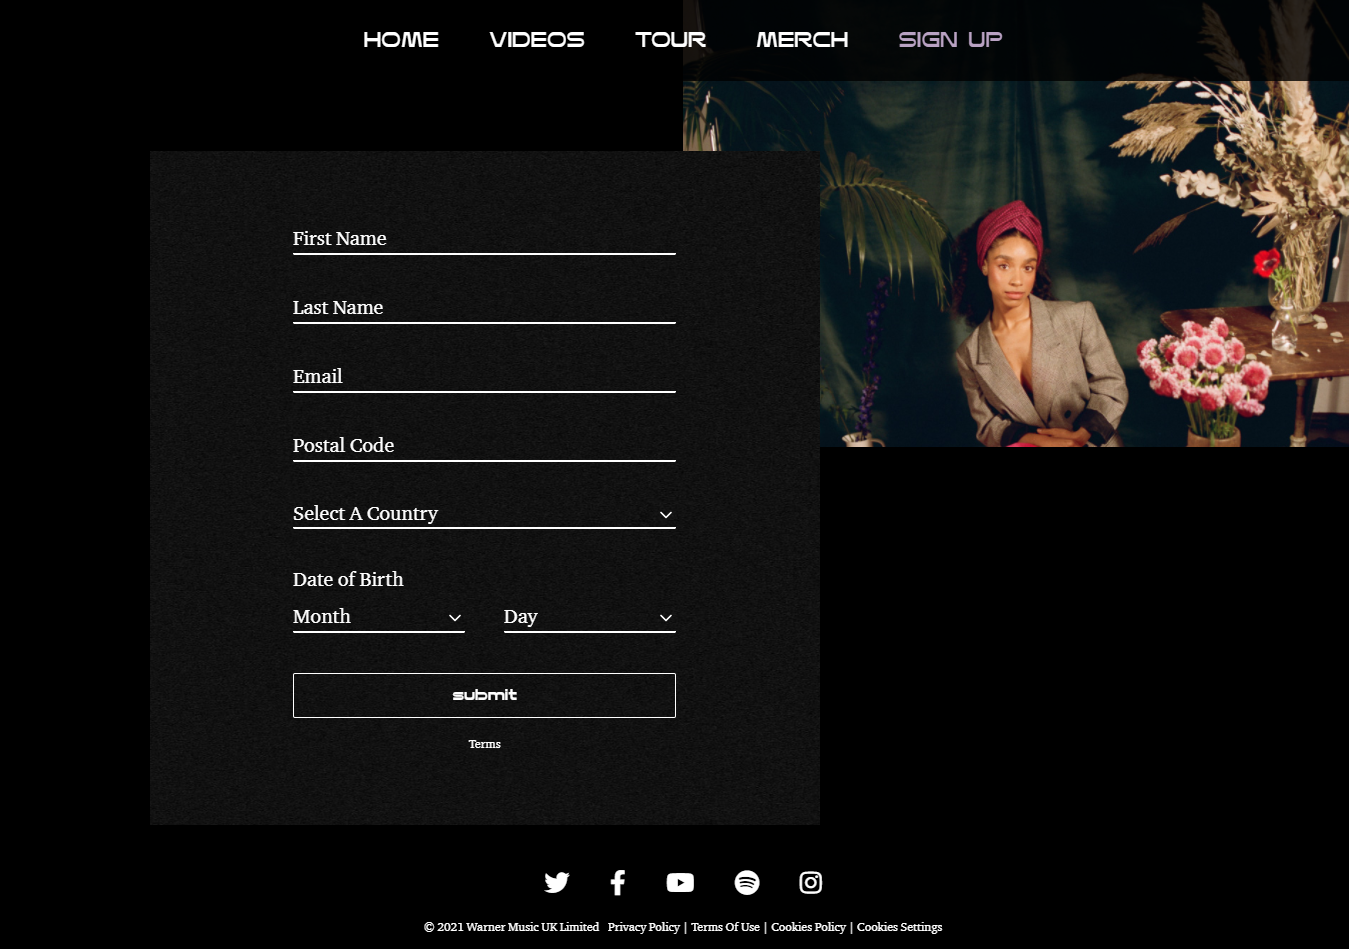 HOME VIDEOS TOUR MERCH SIGN UP
First Name
Last Name
Email
Postal Code
Select A Country
Date of Birth
Month Day
submit
Terms
© 2021 Warner Music UK Limited Privacy Policy | Terms Of Use | Cookies Policy | Cookies Settings